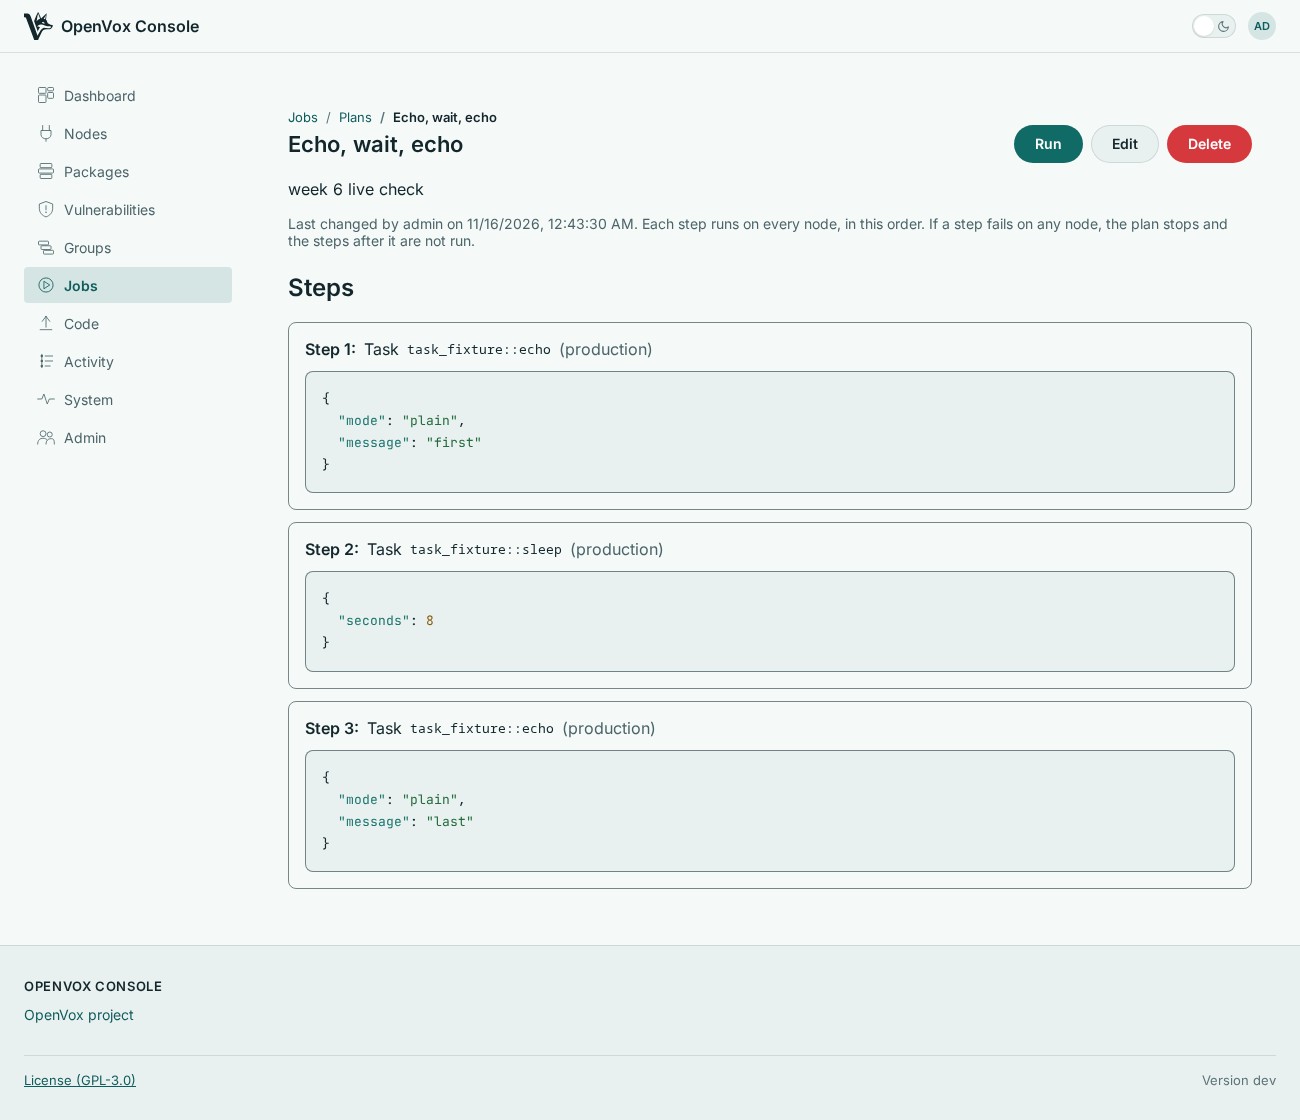 OpenVox Console
AD
Dashboard
Nodes
Packages
Vulnerabilities
Groups
Jobs
Code
Activity
System
Admin
Jobs / Plans / Echo, wait, echo
Echo, wait, echo
Run
Edit
Delete
week 6 live check
Last changed by admin on 11/16/2026, 12:43:30 AM. Each step runs on every node, in this order. If a step fails on any node, the plan stops and
the steps after it are not run.
Steps
Step 1: Task task_fixture::echo (production)
{
  "mode": "plain",
  "message": "first"
}
Step 2: Task task_fixture::sleep (production)
{
  "seconds": 8
}
Step 3: Task task_fixture::echo (production)
{
  "mode": "plain",
  "message": "last"
}
OPENVOX CONSOLE
OpenVox project
License (GPL-3.0)
Version dev